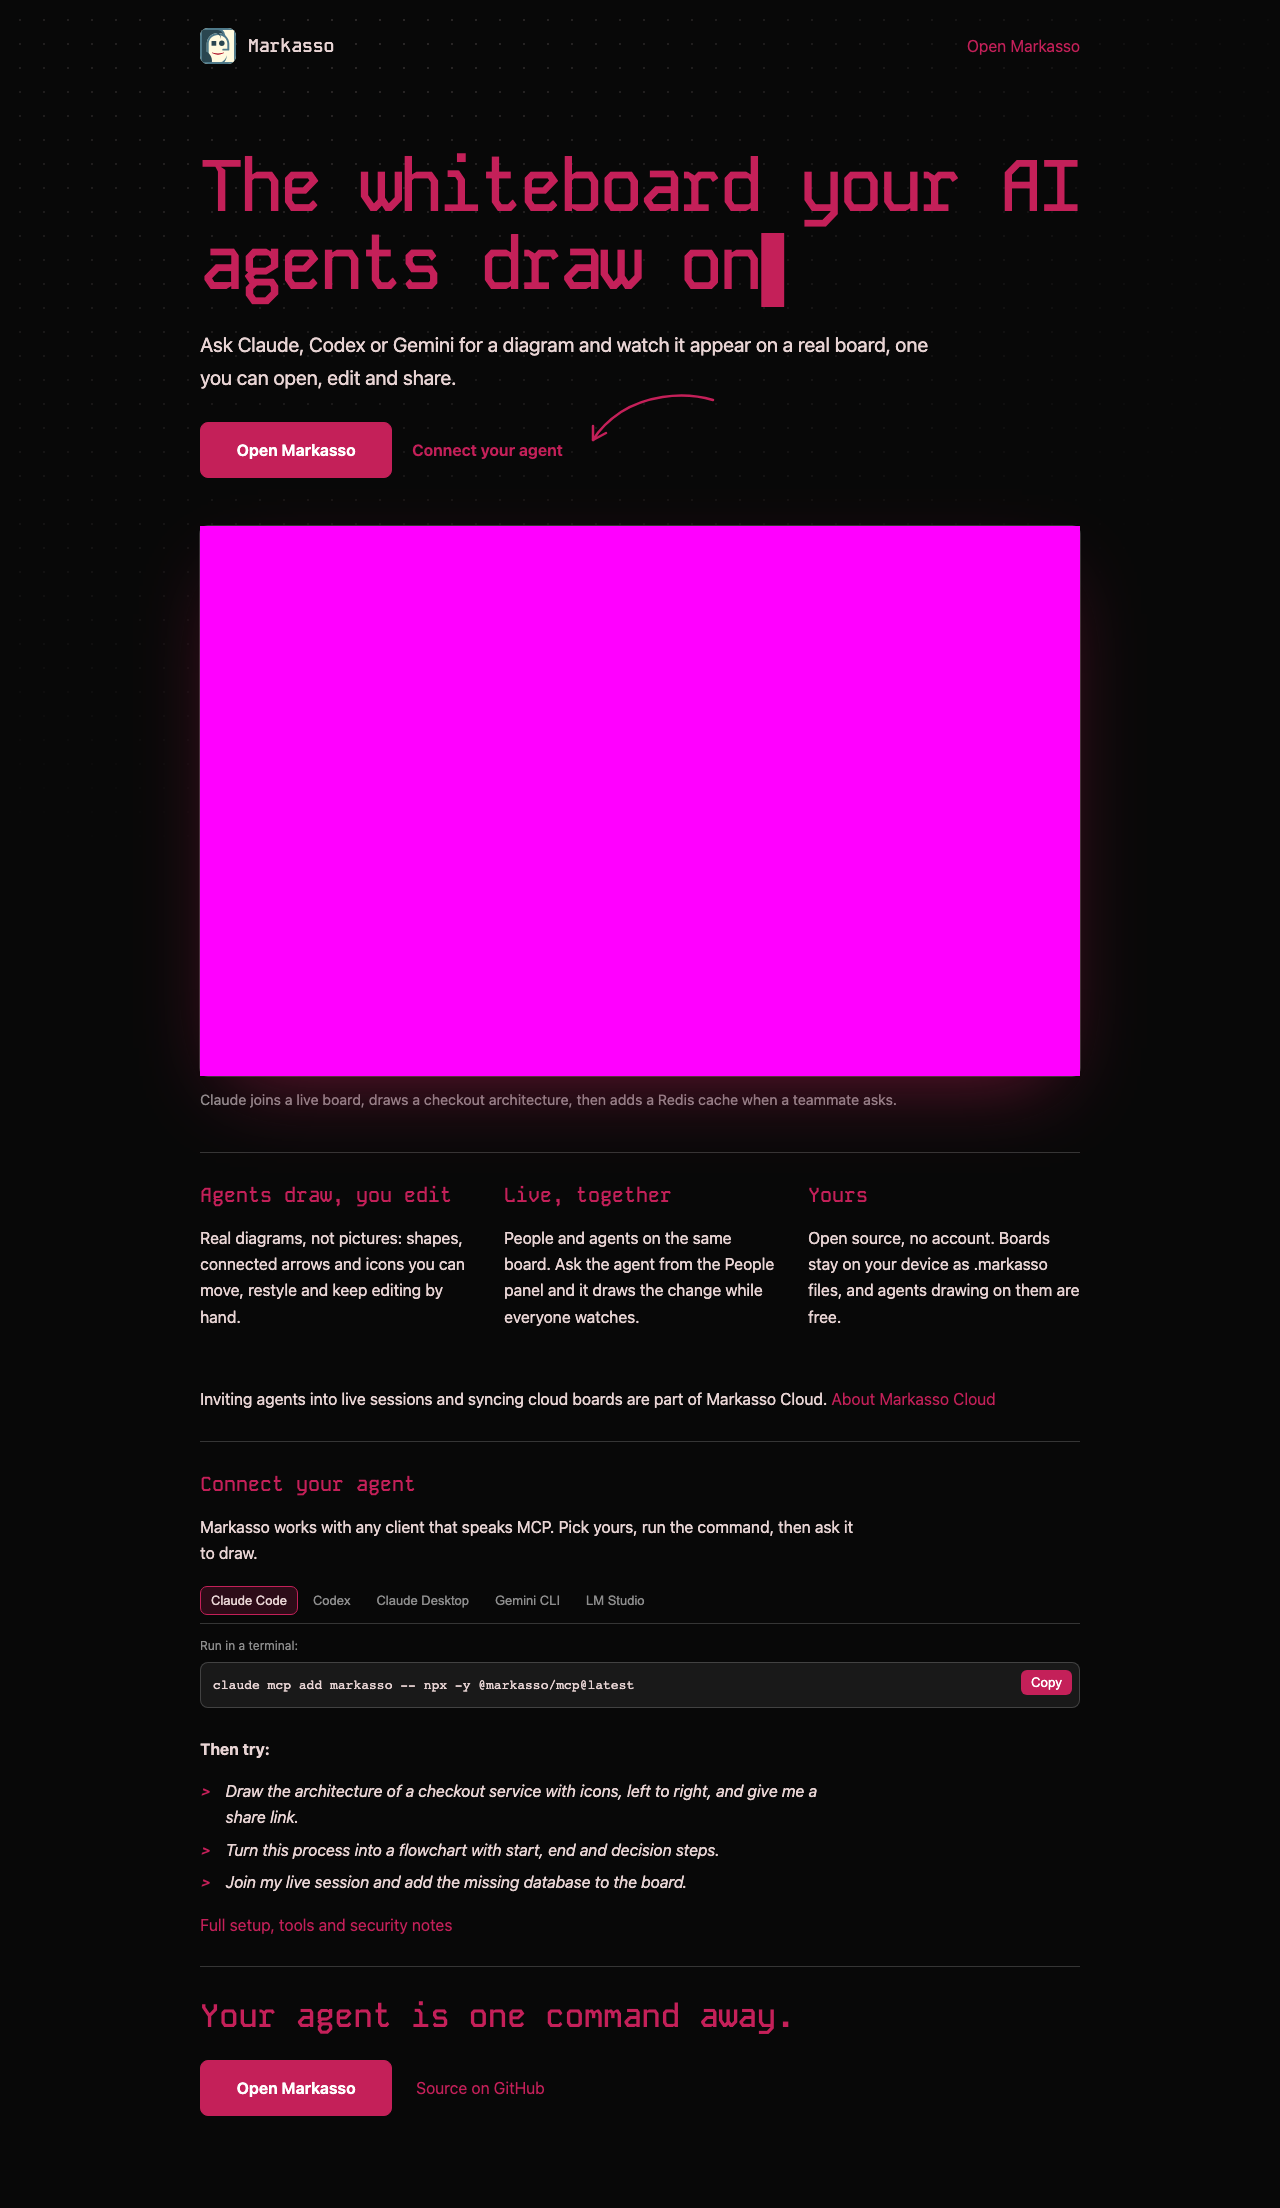 Markasso
Open Markasso
The whiteboard your AI
agents draw on
Ask Claude, Codex or Gemini for a diagram and watch it appear on a real board, one
you can open, edit and share.
Open Markasso
Connect your agent
Claude joins a live board, draws a checkout architecture, then adds a Redis cache when a teammate asks.
Agents draw, you edit
Real diagrams, not pictures: shapes,
connected arrows and icons you can
move, restyle and keep editing by
hand.
Live, together
People and agents on the same
board. Ask the agent from the People
panel and it draws the change while
everyone watches.
Yours
Open source, no account. Boards
stay on your device as .markasso
files, and agents drawing on them are
free.
Inviting agents into live sessions and syncing cloud boards are part of Markasso Cloud. About Markasso Cloud
Connect your agent
Markasso works with any client that speaks MCP. Pick yours, run the command, then ask it
to draw.
Claude Code
Codex
Claude Desktop
Gemini CLI
LM Studio
Run in a terminal:
claude mcp add markasso -- npx -y @markasso/mcp@latest
Copy
Then try:
> Draw the architecture of a checkout service with icons, left to right, and give me a
share link.
> Turn this process into a flowchart with start, end and decision steps.
> Join my live session and add the missing database to the board.
Full setup, tools and security notes
Your agent is one command away.
Open Markasso
Source on GitHub